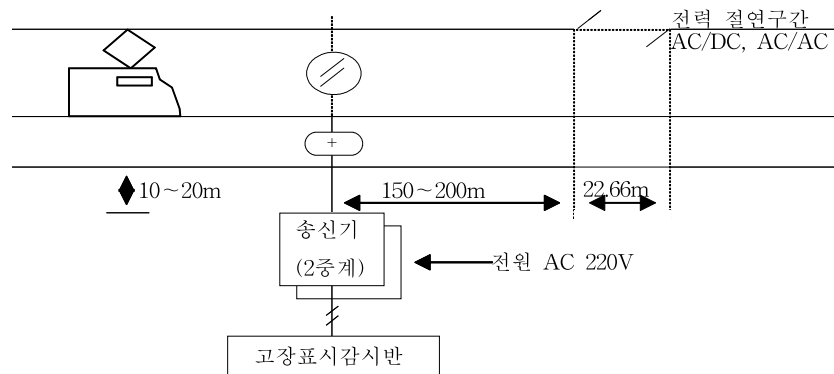 전력 절연구간
AC/DC, AC/AC
+
10~20m
150~200m
22.66m
송신기
(2중계)
전원 AC 220V
고장표시감시반